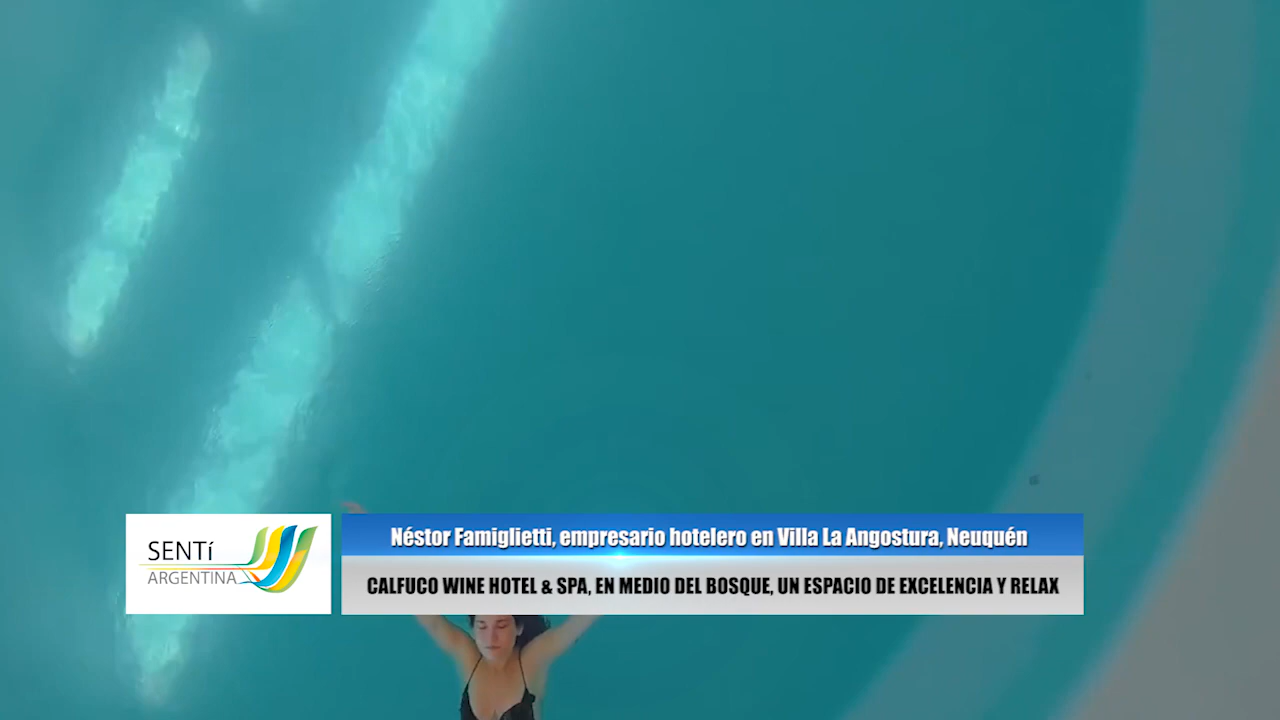 SENTí
ARGENTINA
Néstor Famiglietti, empresario hotelero en Villa La Angostura, Neuquén
CALFUCO WINE HOTEL & SPA, EN MEDIO DEL BOSQUE, UN ESPACIO DE EXCELENCIA Y RELAX